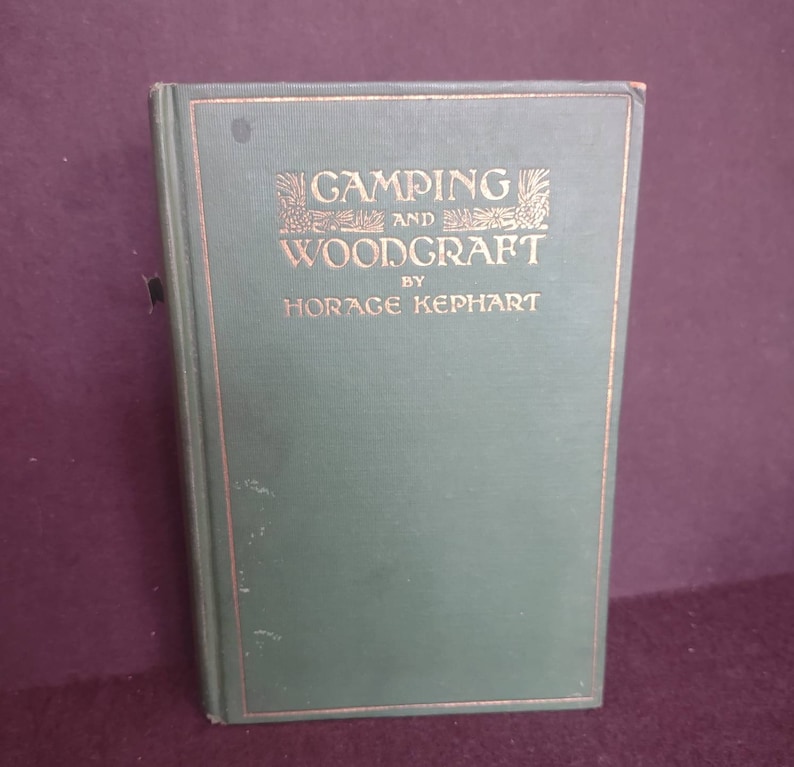 CAMPING
AND
WOODCRAFT
BY
HORACE KEPHART